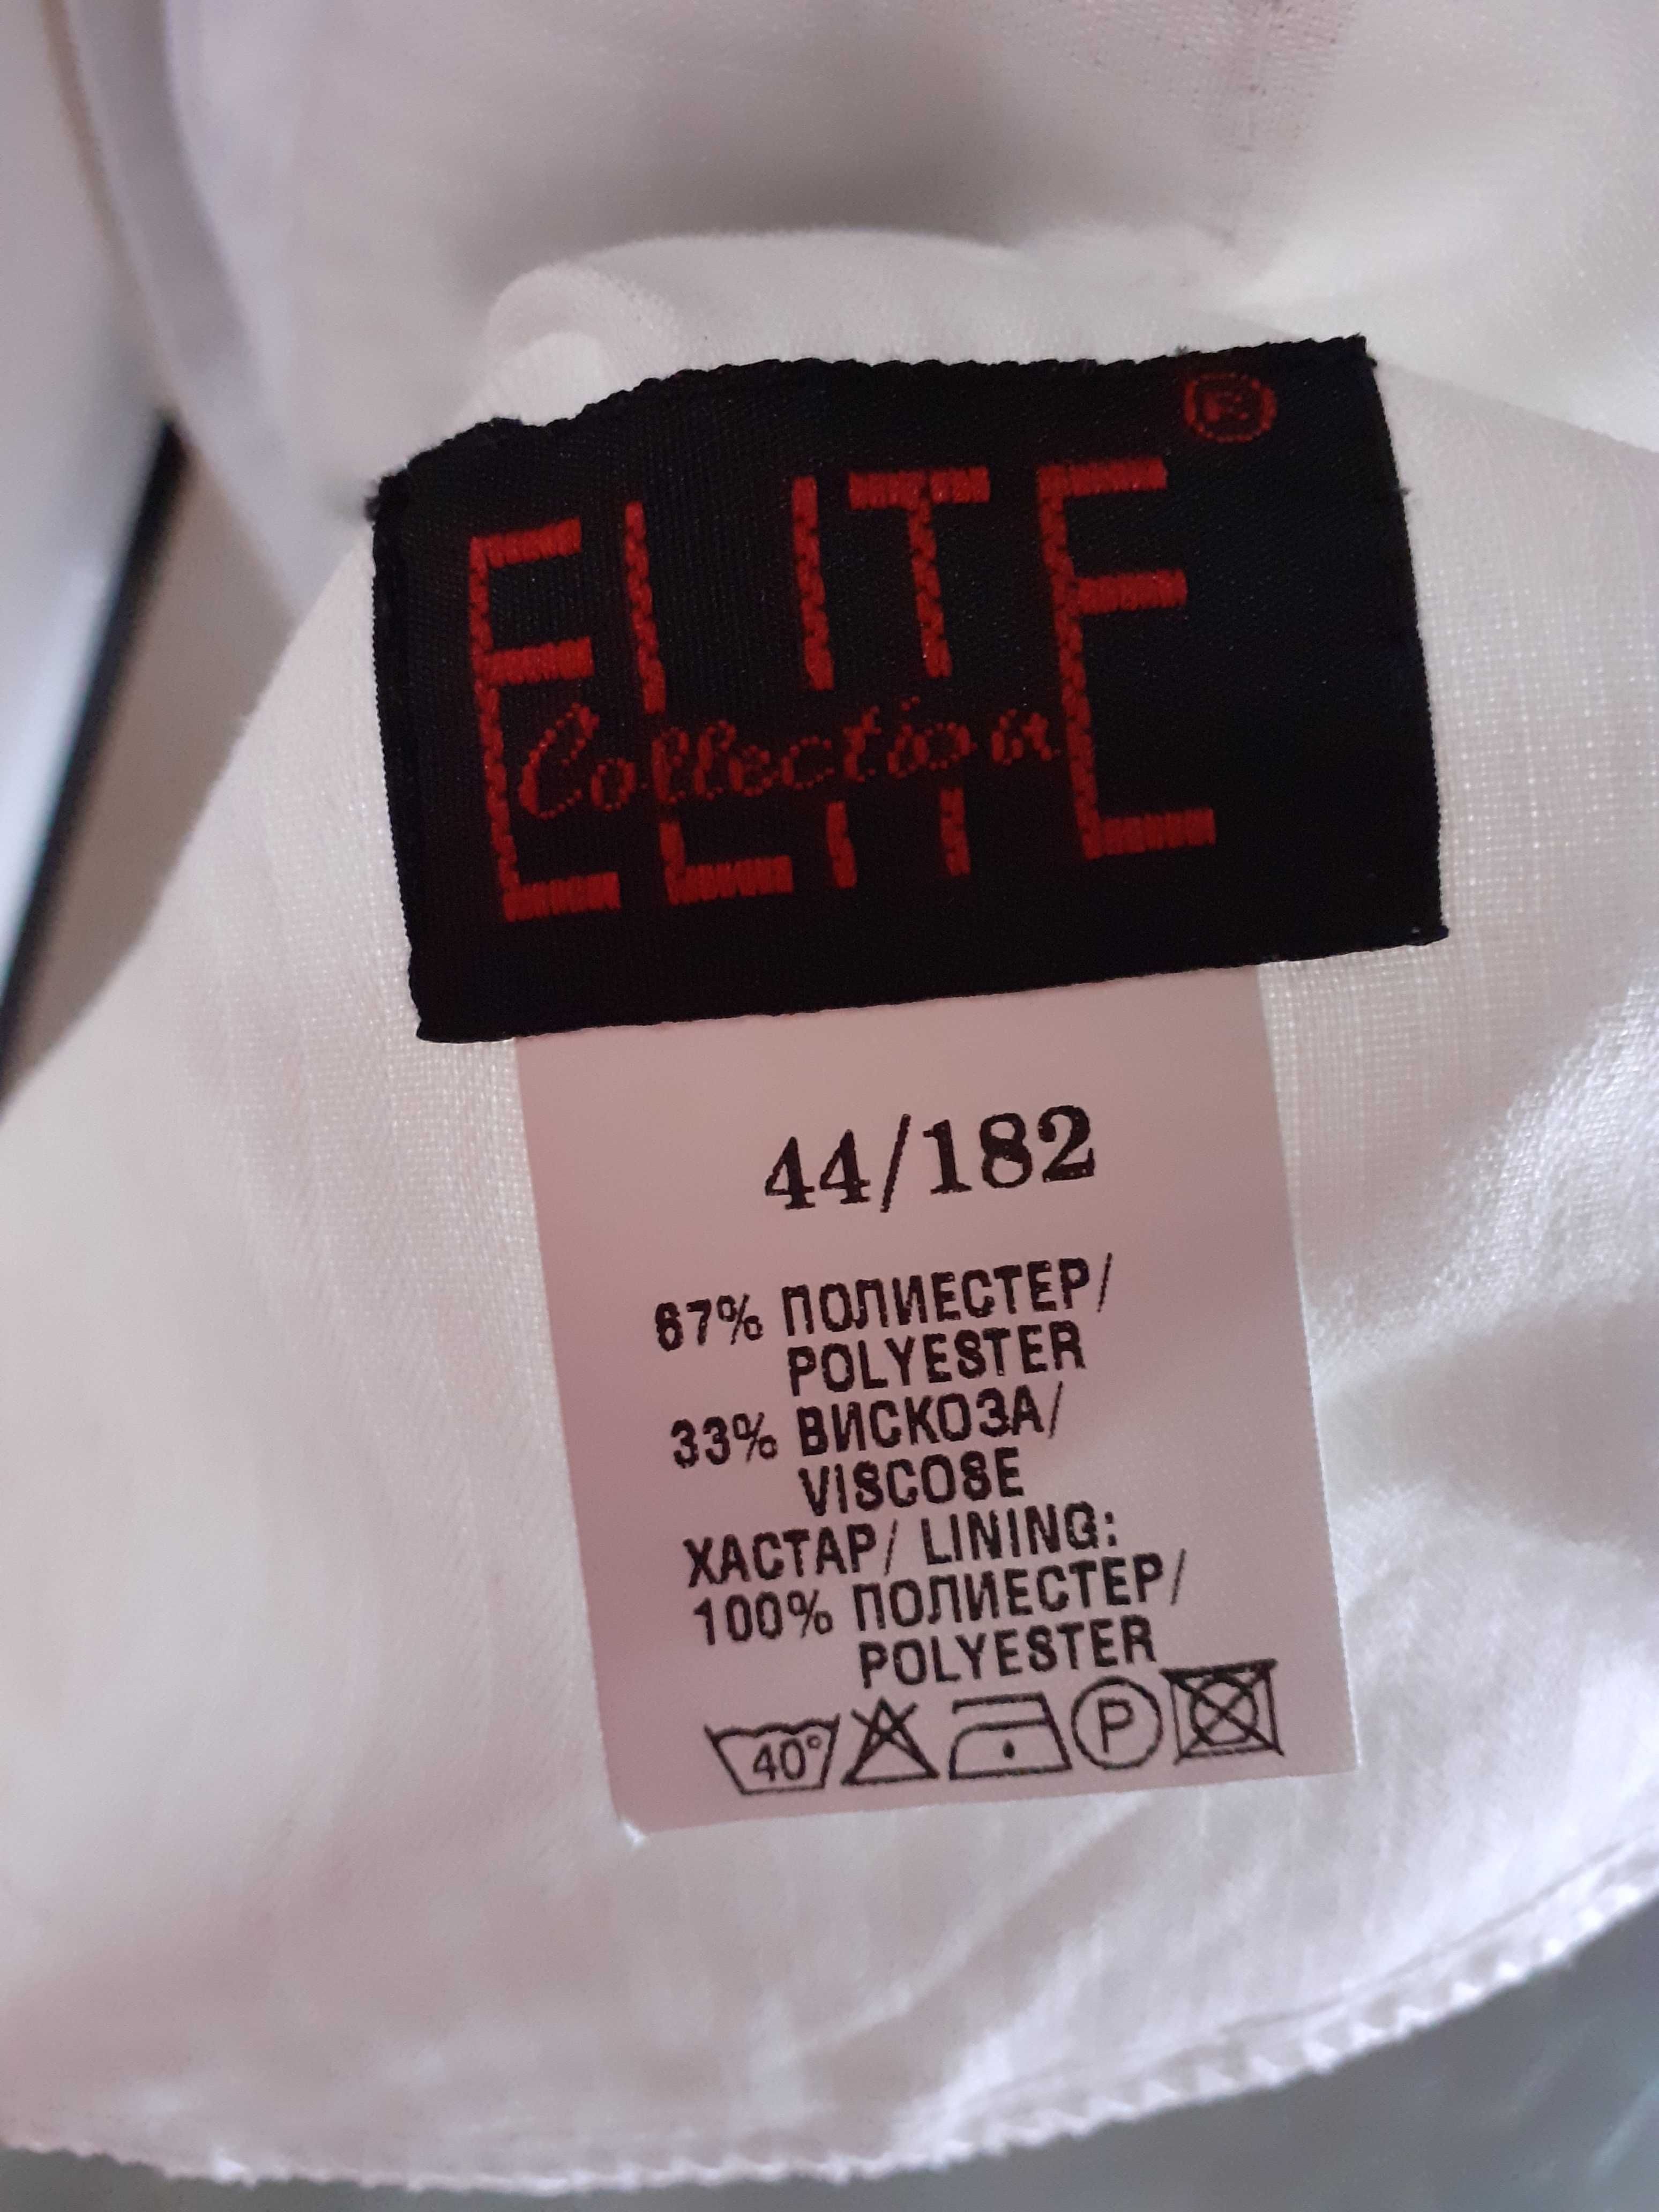 ELITE
®
Collection
44/182
67% ПОЛИЕСТЕР/
POLYESTER
33% ВИСКОЗА/
VISCOSE
ХАСТАР/ LINING:
100% ПОЛИЕСТЕР/
POLYESTER
40° P